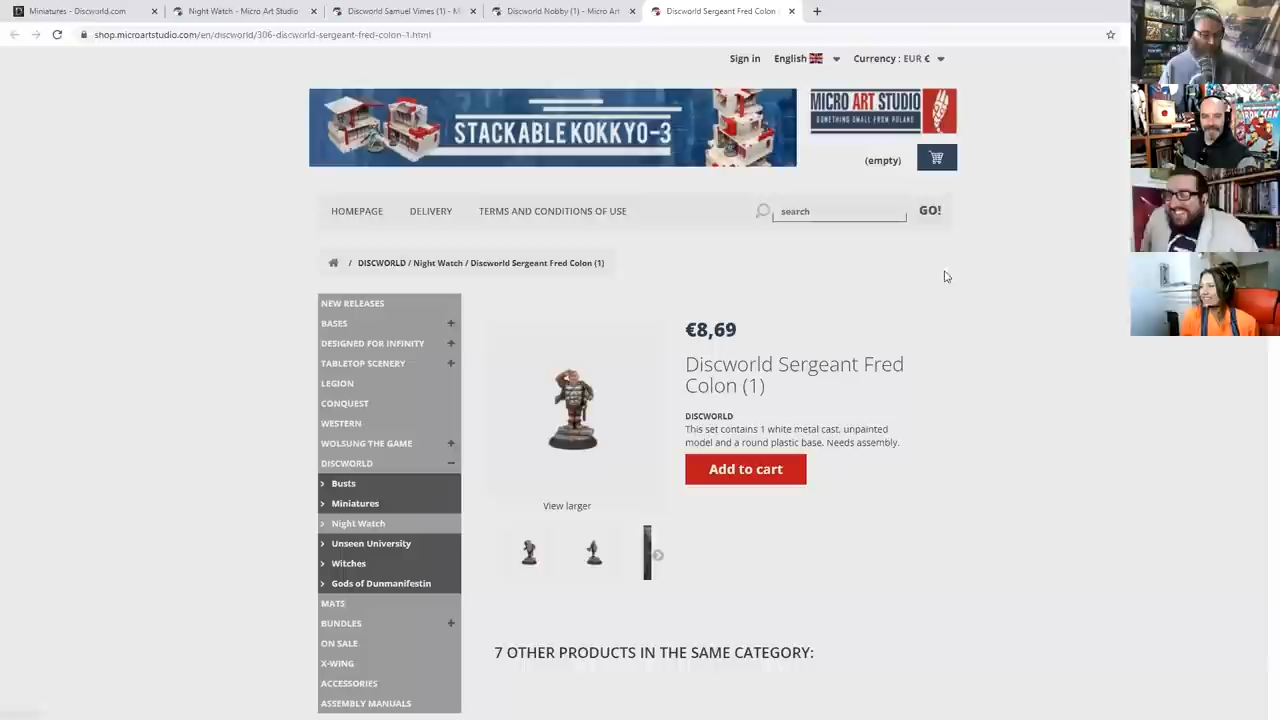 Miniatures - Discworld.com
Night Watch - Micro Art Studio
Discworld Samuel Vimes (1) - M
Discworld Nobby (1) - Micro Art
Discworld Sergeant Fred Colon
shop.microartstudio.com/en/discworld/306-discworld-sergeant-fred-colon-1.html
Sign in
English
Currency : EUR €
STACKABLE KOKKYO-3
MICRO ART STUDIO
SOMETHING SMALL FROM POLAND
(empty)
HOMEPAGE
DELIVERY
TERMS AND CONDITIONS OF USE
search
GO!
/ DISCWORLD / Night Watch / Discworld Sergeant Fred Colon (1)
NEW RELEASES
BASES +
DESIGNED FOR INFINITY +
TABLETOP SCENERY +
LEGION
CONQUEST
WESTERN
WOLSUNG THE GAME +
DISCWORLD −
> Busts
> Miniatures
> Night Watch
> Unseen University
> Witches
> Gods of Dunmanifestin
MATS
BUNDLES +
ON SALE
X-WING
ACCESSORIES
ASSEMBLY MANUALS
View larger
€8,69
Discworld Sergeant Fred
Colon (1)
DISCWORLD
This set contains 1 white metal cast, unpainted
model and a round plastic base. Needs assembly.
Add to cart
7 OTHER PRODUCTS IN THE SAME CATEGORY:
IRON MAN